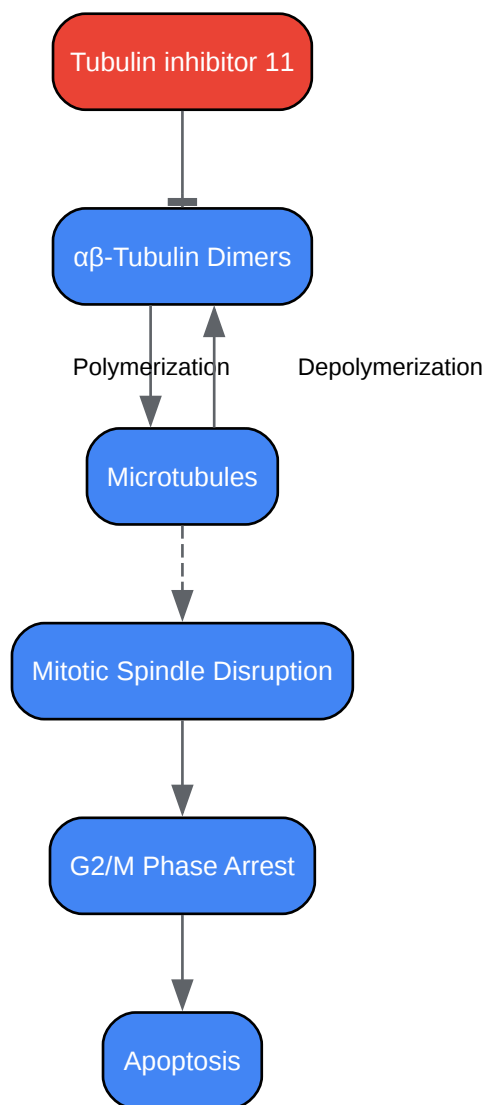 Tubulin inhibitor 11
αβ-Tubulin Dimers
Polymerization
Depolymerization
Microtubules
Mitotic Spindle Disruption
G2/M Phase Arrest
Apoptosis